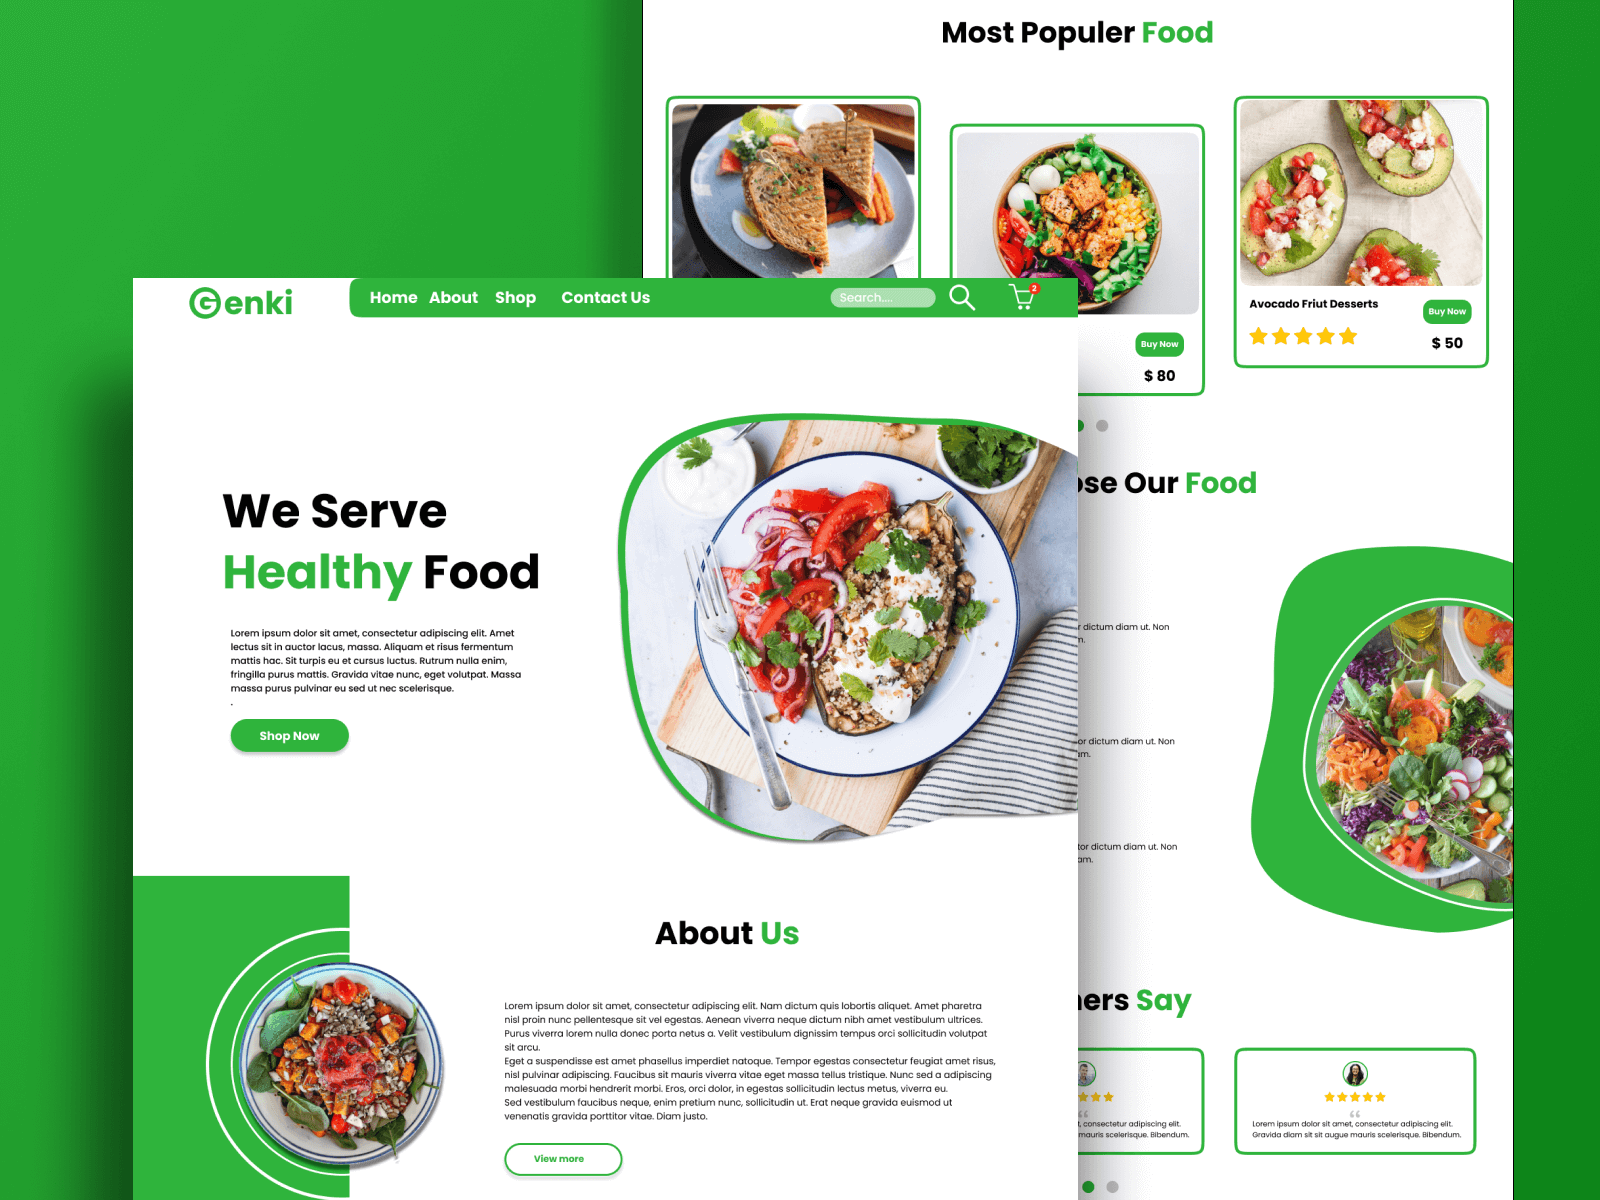 Most Populer Food
Avocado Friut Desserts
Buy Now
$ 50
Buy Now
$ 80
Genki
Home About Shop Contact Us
Search....
2
We Serve
Healthy Food
Lorem ipsum dolor sit amet, consectetur adipiscing elit. Amet
lectus sit in auctor lacus, massa. Aliquam et risus fermentum
mattis hac. Sit turpis eu et cursus luctus. Rutrum nulla enim,
fringilla purus mattis. Gravida vitae nunc, eget volutpat. Massa
massa purus pulvinar eu sed ut nec scelerisque.
.
Shop Now
About Us
Lorem ipsum dolor sit amet, consectetur adipiscing elit. Nam dictum quis lobortis aliquet. Amet pharetra
nisl proin nunc pellentesque sit vel egestas. Aenean viverra neque dictum nibh amet vestibulum ultrices.
Purus viverra lorem nulla donec porta netus a. Velit vestibulum dignissim tempus orci sollicitudin volutpat
sit arcu.
Eget a suspendisse est amet phasellus imperdiet natoque. Tempor egestas consectetur feugiat amet risus,
nisl pulvinar adipiscing. Faucibus sit mauris viverra vitae eget massa tellus tristique. Nunc sed a adipiscing
malesuada morbi hendrerit morbi. Eros, orci dolor, in egestas sollicitudin lectus metus, viverra eu.
Sed vestibulum faucibus neque, enim pretium nunc, sollicitudin ut. Erat neque gravida euismod ut
venenatis gravida porttitor vitae. Diam justo.
View more
ose Our Food
r dictum diam ut. Non
m.
or dictum diam ut. Non
am.
tor dictum diam ut. Non
am.
ners Say
“
t, consectetur adipiscing elit.
mauris scelerisque. Bibendum.
“
Lorem ipsum dolor sit amet, consectetur adipiscing elit.
Gravida diam sit sit augue mauris scelerisque. Bibendum.